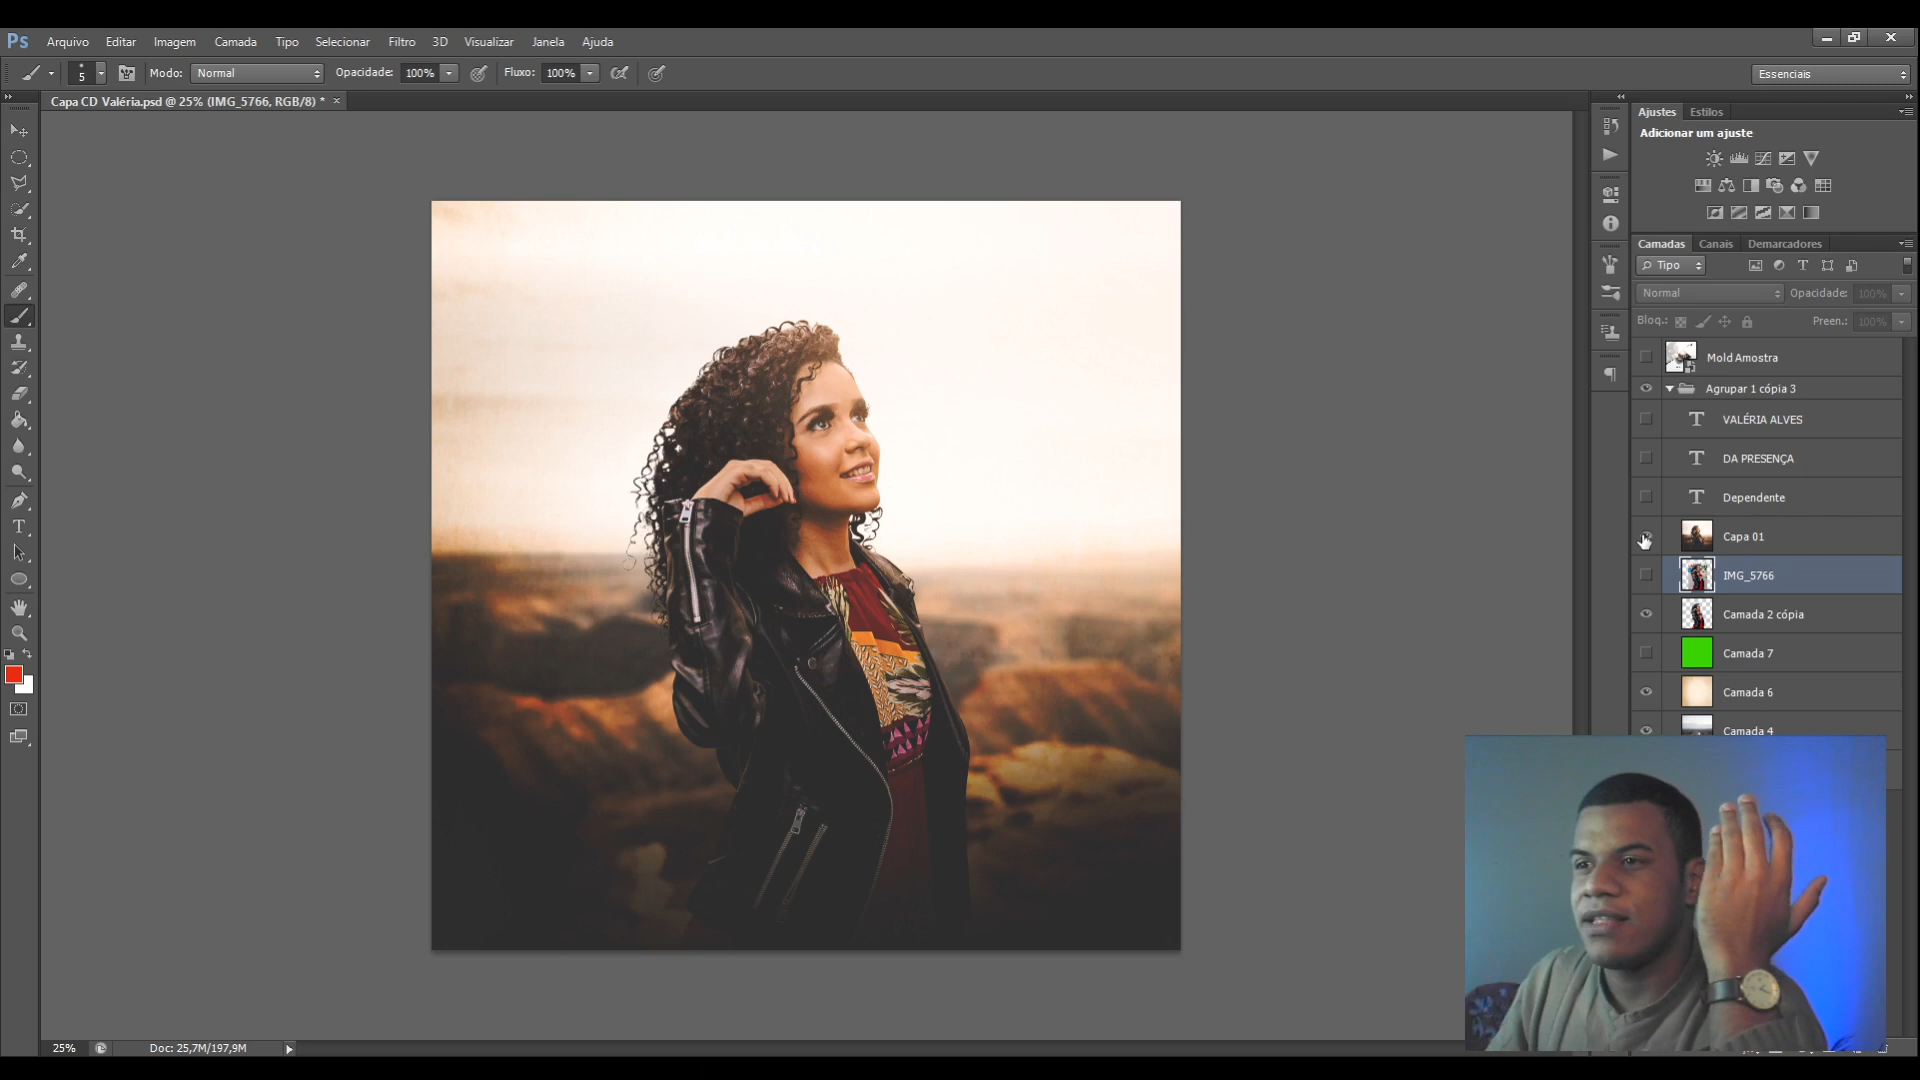 Ps Arquivo Editar Imagem Camada Tipo Selecionar Filtro 3D Visualizar Janela Ajuda
5 Modo: Normal Opacidade: 100% Fluxo: 100% Essenciais
Capa CD Valéria.psd @ 25% (IMG_5766, RGB/8) * ×
Ajustes Estilos
Adicionar um ajuste
Camadas Canais Demarcadores
Tipo
Normal Opacidade: 100%
Bloq.: Preen.: 100%
Mold Amostra
Agrupar 1 cópia 3
VALÉRIA ALVES
DA PRESENÇA
Dependente
Capa 01
IMG_5766
Camada 2 cópia
Camada 7
Camada 6
Camada 4
25% Doc: 25,7M/197,9M